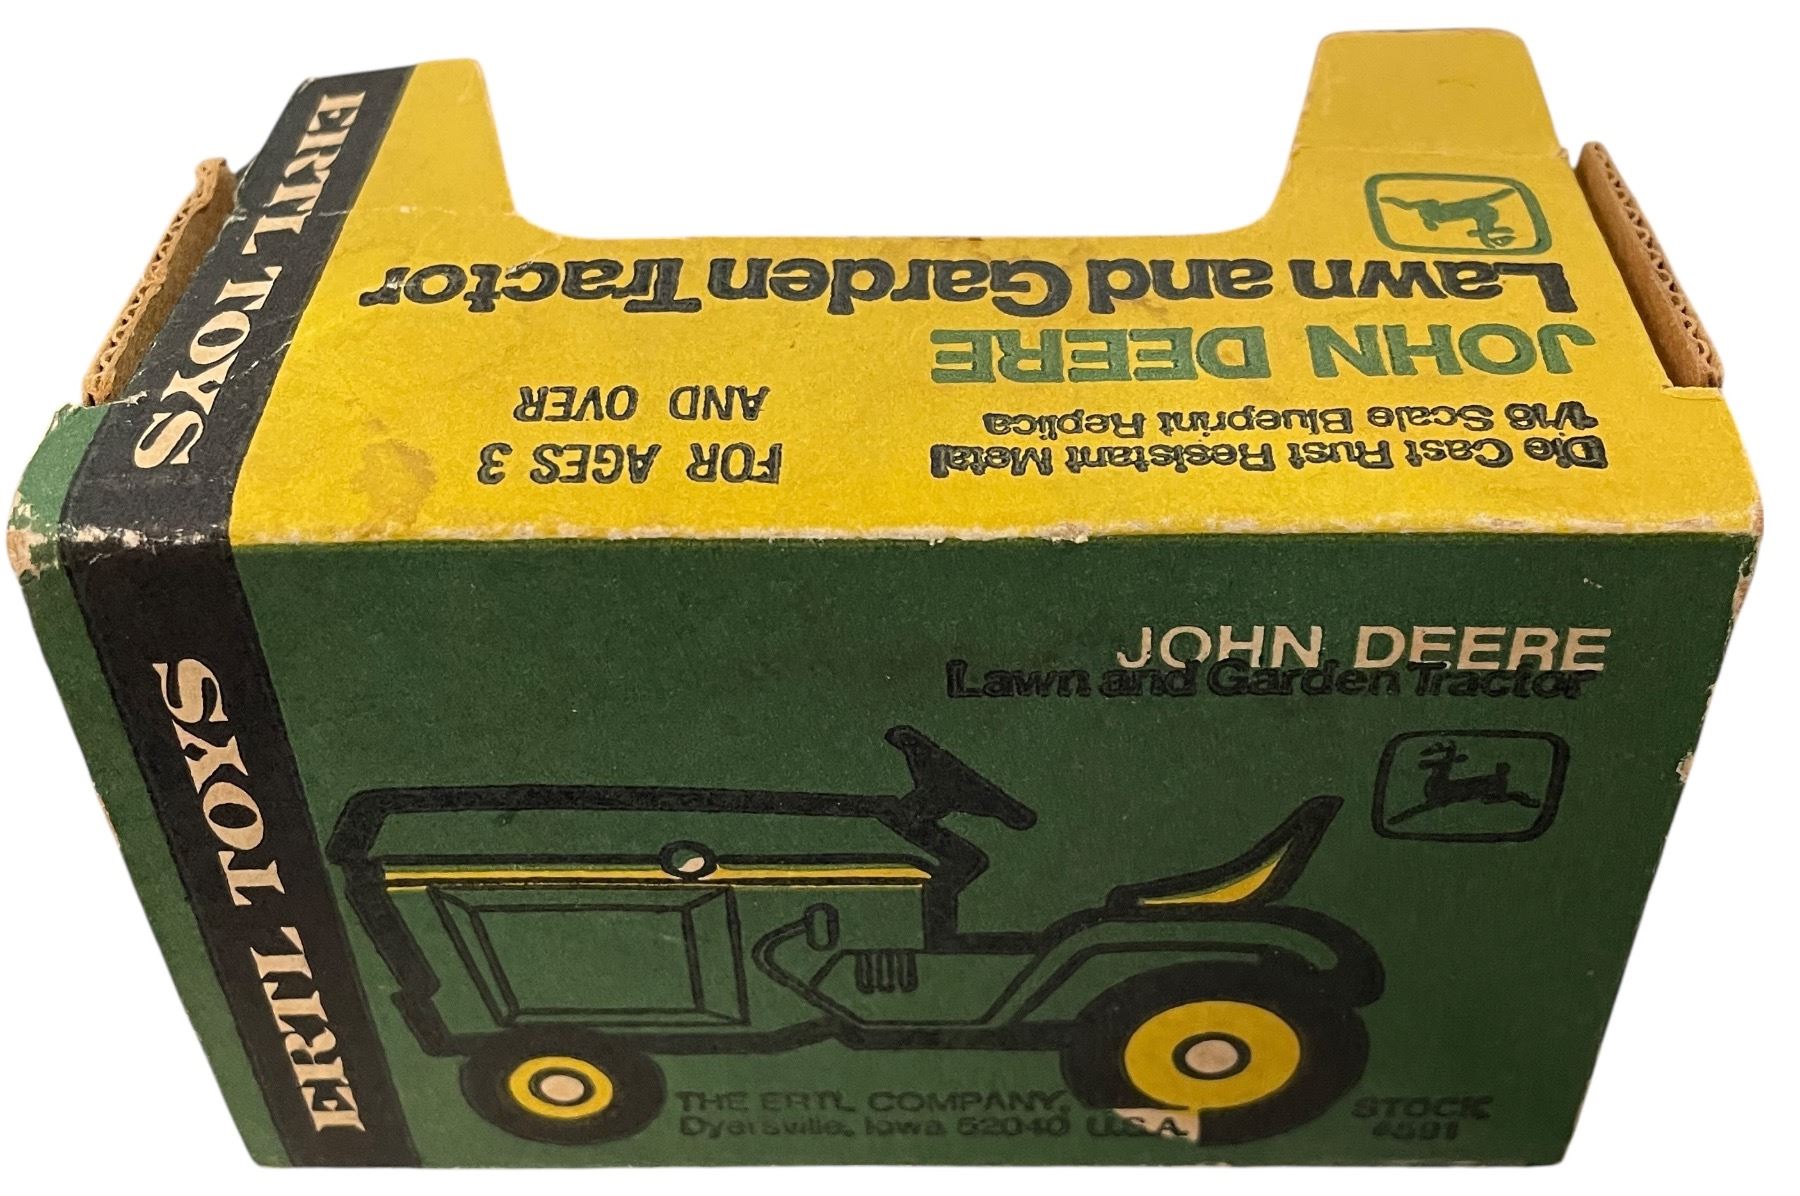 ERTL TOYS
Lawn and Garden Tractor
JOHN DEERE
1/16 Scale Blueprint Replica
Die Cast Rust Resistant Metal
FOR AGES 3
AND OVER
ERTL TOYS
JOHN DEERE
Lawn and Garden Tractor
THE ERTL COMPANY,
Dyersville, Iowa 52040 U.S.A.
STOCK
#591